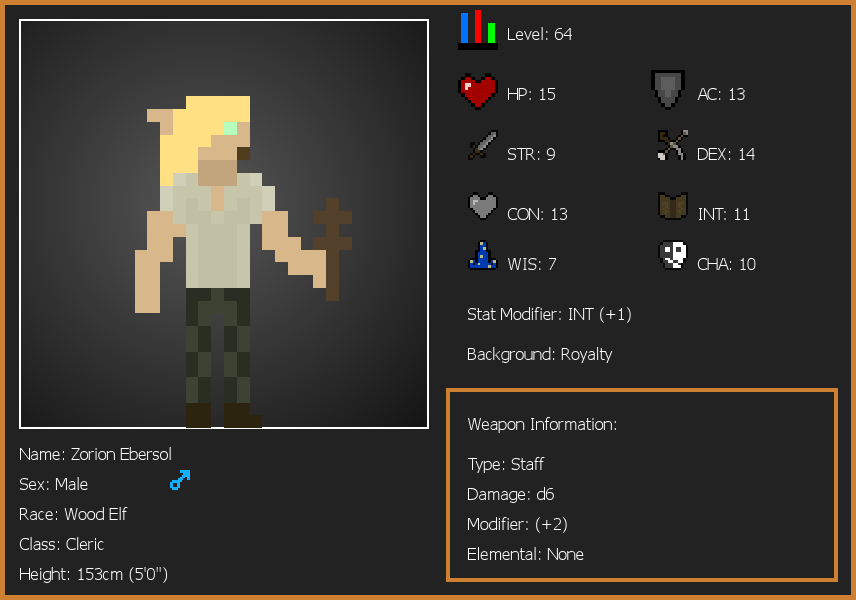 Level: 64
HP: 15
AC: 13
STR: 9
DEX: 14
CON: 13
INT: 11
WIS: 7
CHA: 10
Stat Modifier: INT (+1)
Background: Royalty
Weapon Information:
Type: Staff
Damage: d6
Modifier: (+2)
Elemental: None
Name: Zorion Ebersol
Sex: Male
Race: Wood Elf
Class: Cleric
Height: 153cm (5'0")